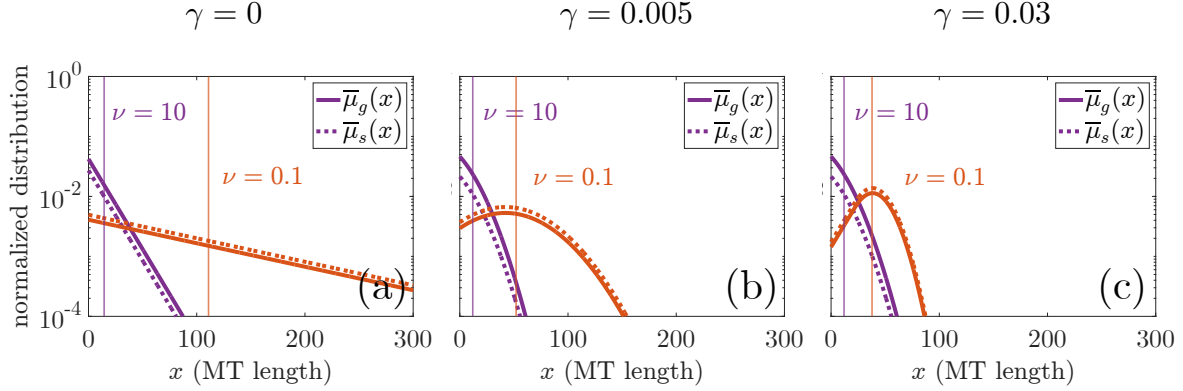 γ = 0
γ = 0.005
γ = 0.03
normalized distribution
10^0
10^-2
10^-4
ν = 10
ν = 0.1
μ̅_g(x)
μ̅_s(x)
(a)
0
100
200
300
x (MT length)
ν = 10
ν = 0.1
μ̅_g(x)
μ̅_s(x)
(b)
0
100
200
300
x (MT length)
ν = 10
ν = 0.1
μ̅_g(x)
μ̅_s(x)
(c)
0
100
200
300
x (MT length)